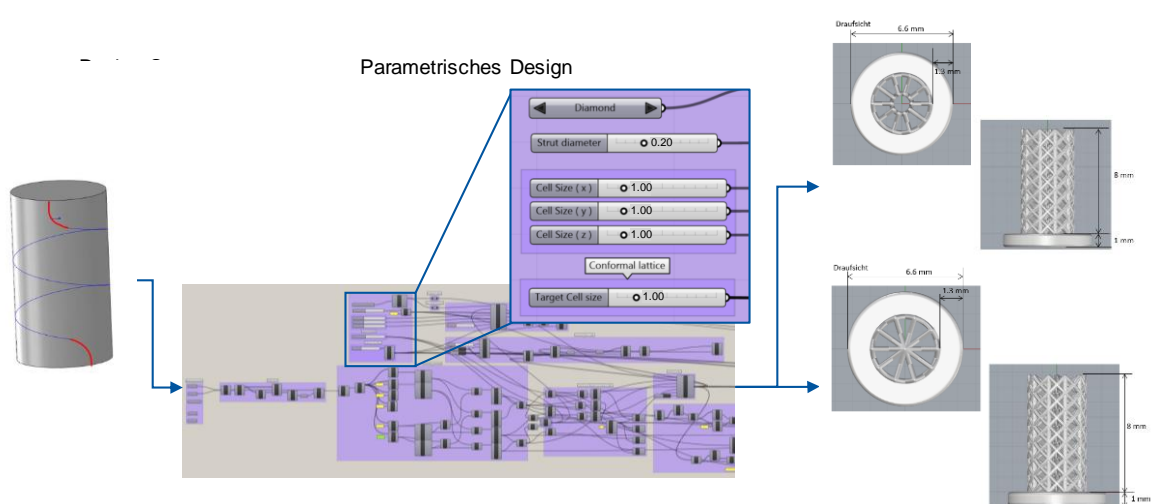 Parametrisches Design
Diamond
Strut diameter
0.20
Cell Size ( x )
1.00
Cell Size ( y )
1.00
Cell Size ( z )
1.00
Conformal lattice
Target Cell size
1.00
Draufsicht
6.6 mm
1.3 mm
8 mm
1 mm
Draufsicht
6.6 mm
1.3 mm
8 mm
1 mm